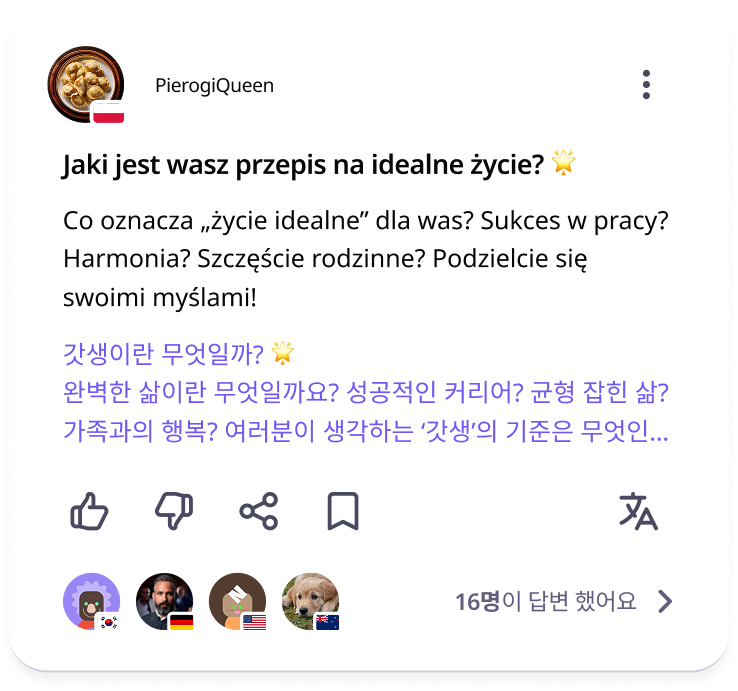 PierogiQueen
Jaki jest wasz przepis na idealne życie? 🌟
Co oznacza „życie idealne” dla was? Sukces w pracy?
Harmonia? Szczęście rodzinne? Podzielcie się
swoimi myślami!
갓생이란 무엇일까? 🌟
완벽한 삶이란 무엇일까요? 성공적인 커리어? 균형 잡힌 삶?
가족과의 행복? 여러분이 생각하는 ‘갓생’의 기준은 무엇인...
16명이 답변 했어요